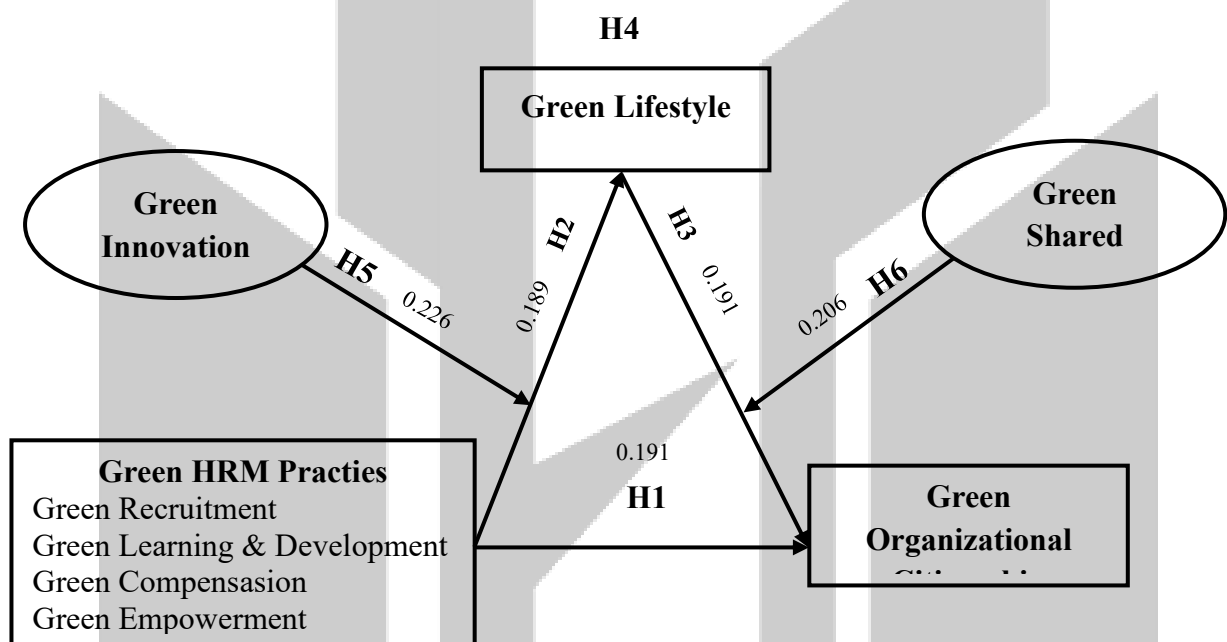 H4
Green Lifestyle
Green
Innovation
Green
Shared
H5
0.226
H2
0.189
H3
0.191
H6
0.206
0.191
H1
Green HRM Practies
Green Recruitment
Green Learning & Development
Green Compensasion
Green Empowerment
Green
Organizational